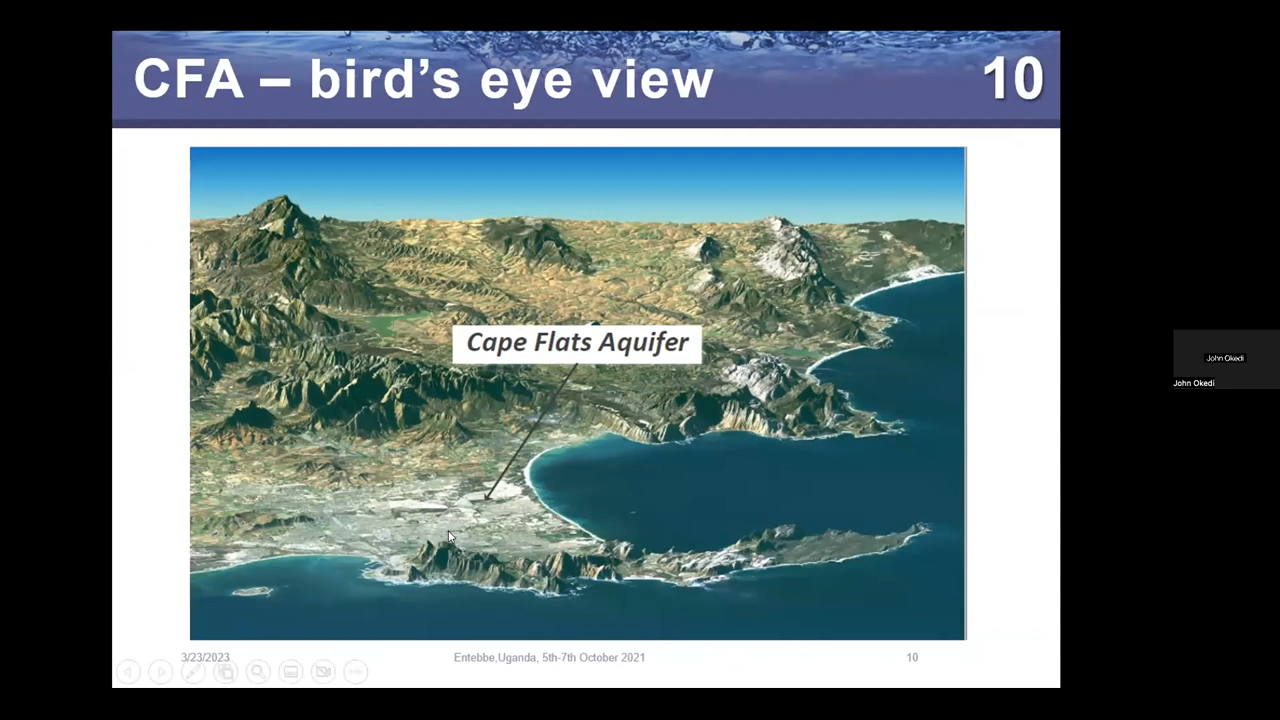 CFA – bird's eye view
10
Cape Flats Aquifer
John Okedi
John Okedi
3/23/2023
Entebbe,Uganda, 5th-7th October 2021
10